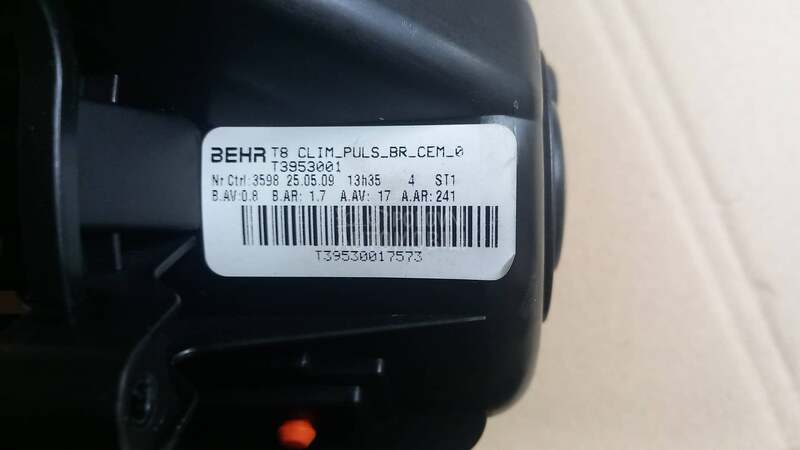 BEHR T8 CLIM_PULS_BR_CEM_0
T3953001
Nr Ctrl:3598 25.05.09 13h35 4 ST1
B.AV:0.8 B.AR: 1.7 A.AV: 17 A.AR:241
T39530017573